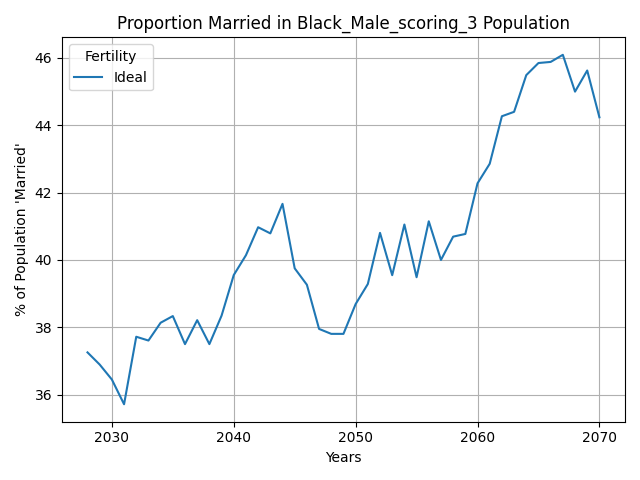 Proportion Married in Black_Male_scoring_3 Population
Fertility
Ideal
% of Population 'Married'
46
44
42
40
38
36
2030
2040
2050
2060
2070
Years